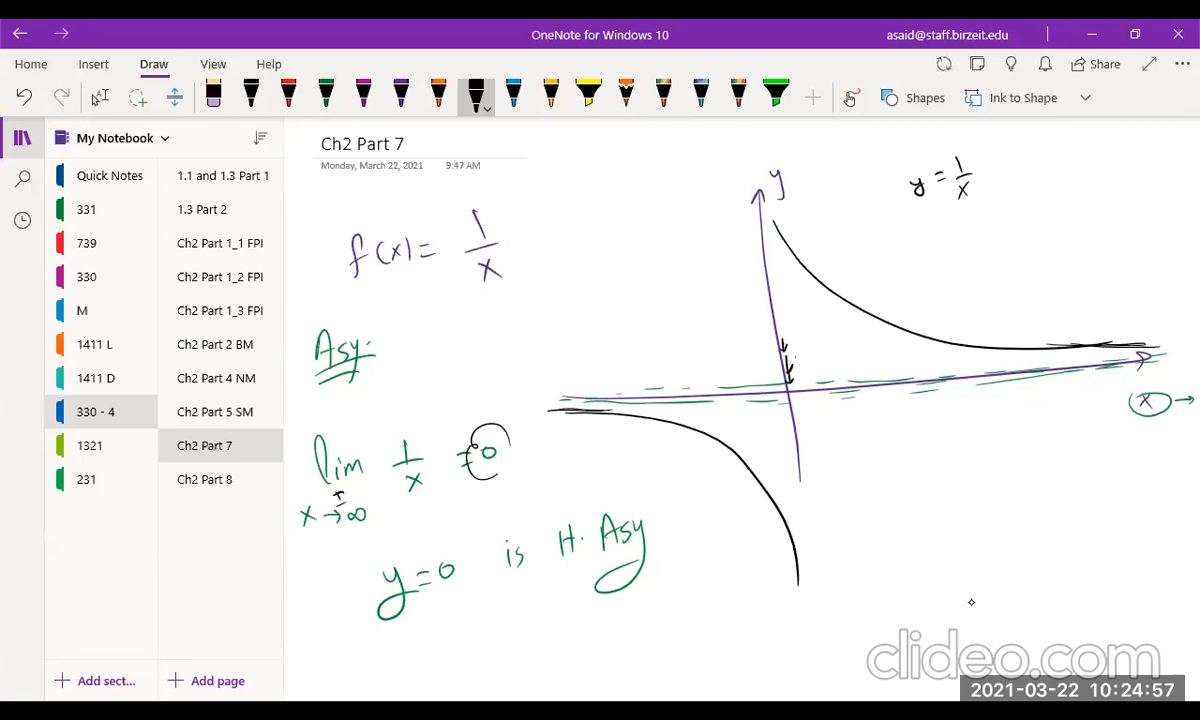 OneNote for Windows 10
asaid@staff.birzeit.edu
Home Insert Draw View Help
Share
Shapes Ink to Shape
My Notebook
Quick Notes
331
739
330
M
1411 L
1411 D
330 - 4
1321
231
Add sect...
1.1 and 1.3 Part 1
1.3 Part 2
Ch2 Part 1_1 FPI
Ch2 Part 1_2 FPI
Ch2 Part 1_3 FPI
Ch2 Part 2 BM
Ch2 Part 4 NM
Ch2 Part 5 SM
Ch2 Part 7
Ch2 Part 8
Add page
Ch2 Part 7
Monday, March 22, 2021 9:47 AM
f(x) = 1/x
Asy:
lim x→±∞ 1/x = 0
y=0 is H. Asy
y
y = 1/x
x →
clideo.com
2021-03-22 10:24:57